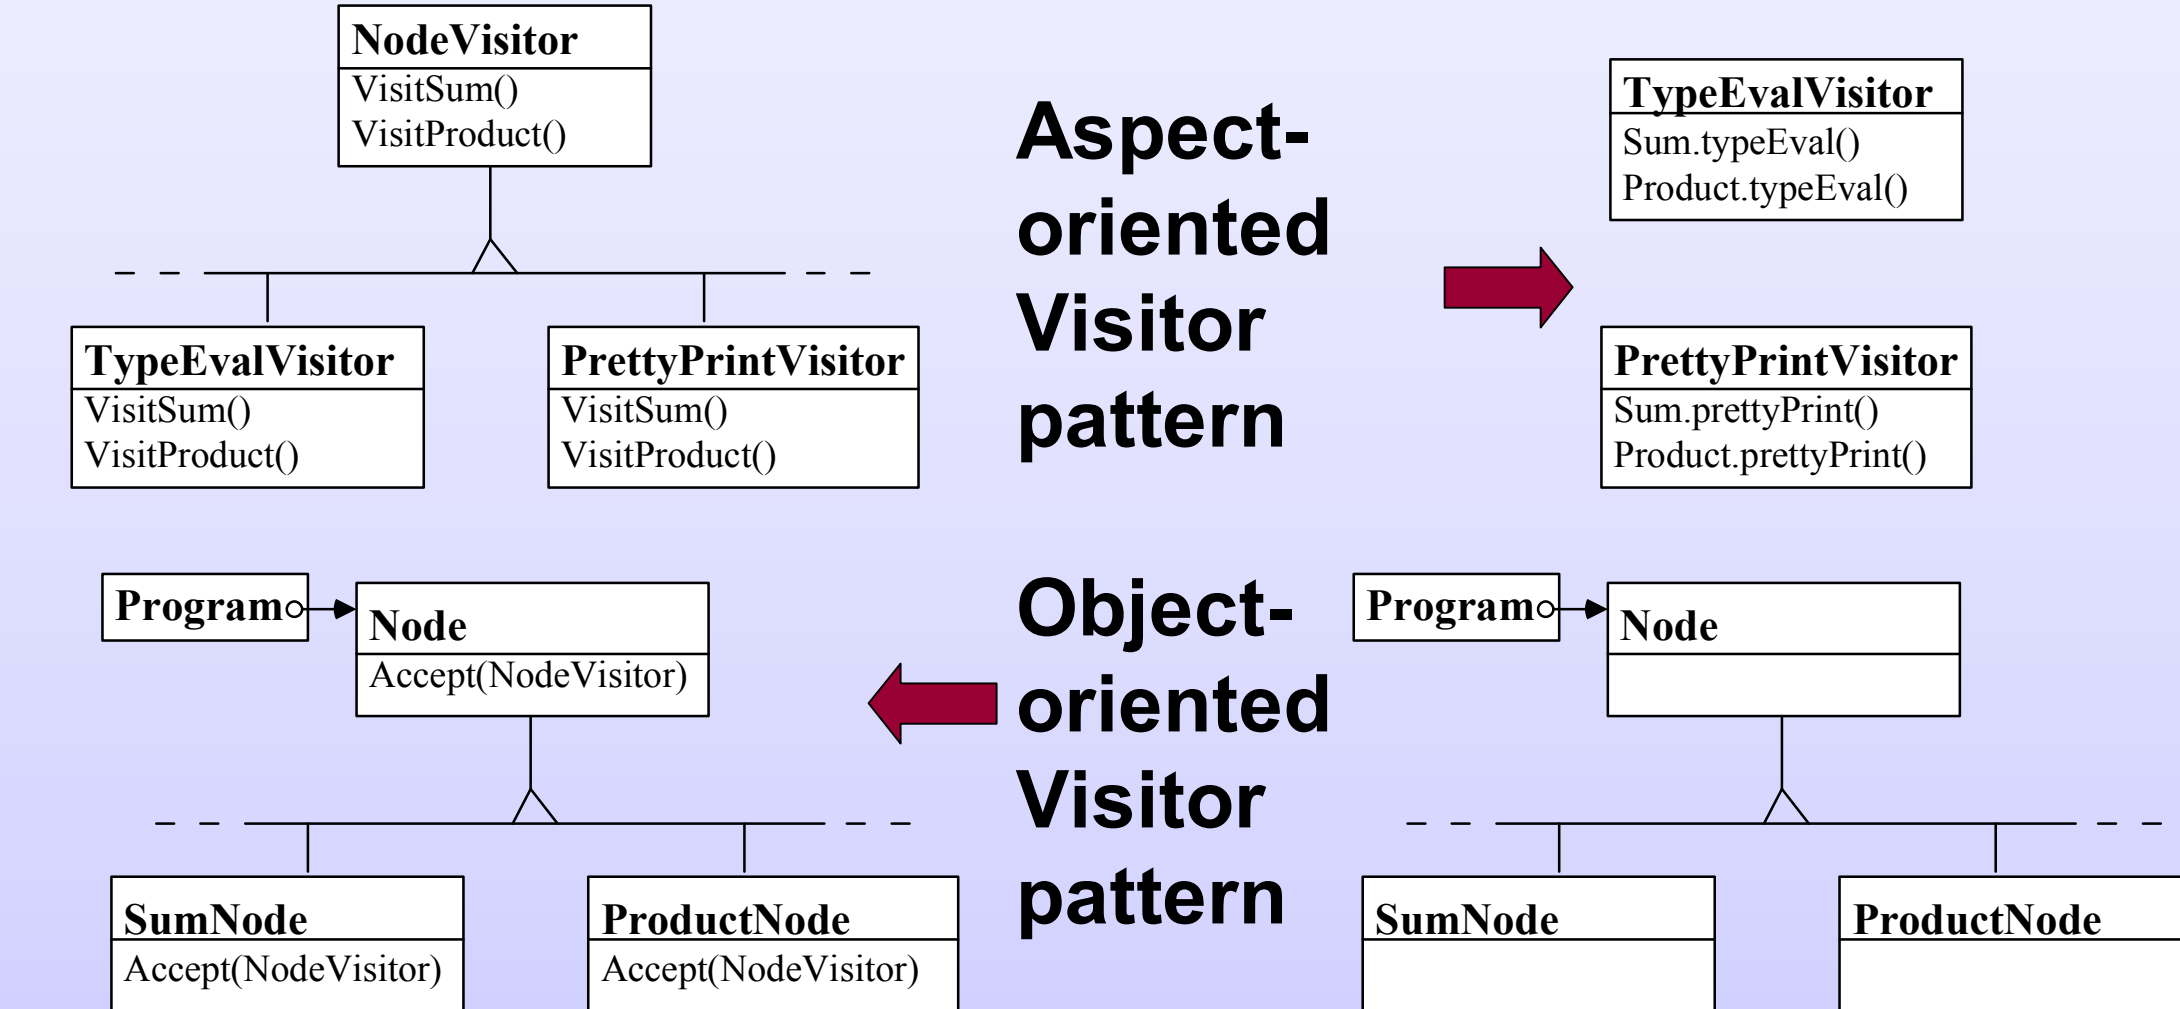 NodeVisitor
VisitSum()
VisitProduct()
TypeEvalVisitor
VisitSum()
VisitProduct()
PrettyPrintVisitor
VisitSum()
VisitProduct()
Aspect-
oriented
Visitor
pattern
TypeEvalVisitor
Sum.typeEval()
Product.typeEval()
PrettyPrintVisitor
Sum.prettyPrint()
Product.prettyPrint()
Program
Node
Accept(NodeVisitor)
SumNode
Accept(NodeVisitor)
ProductNode
Accept(NodeVisitor)
Object-
oriented
Visitor
pattern
Program
Node
SumNode
ProductNode